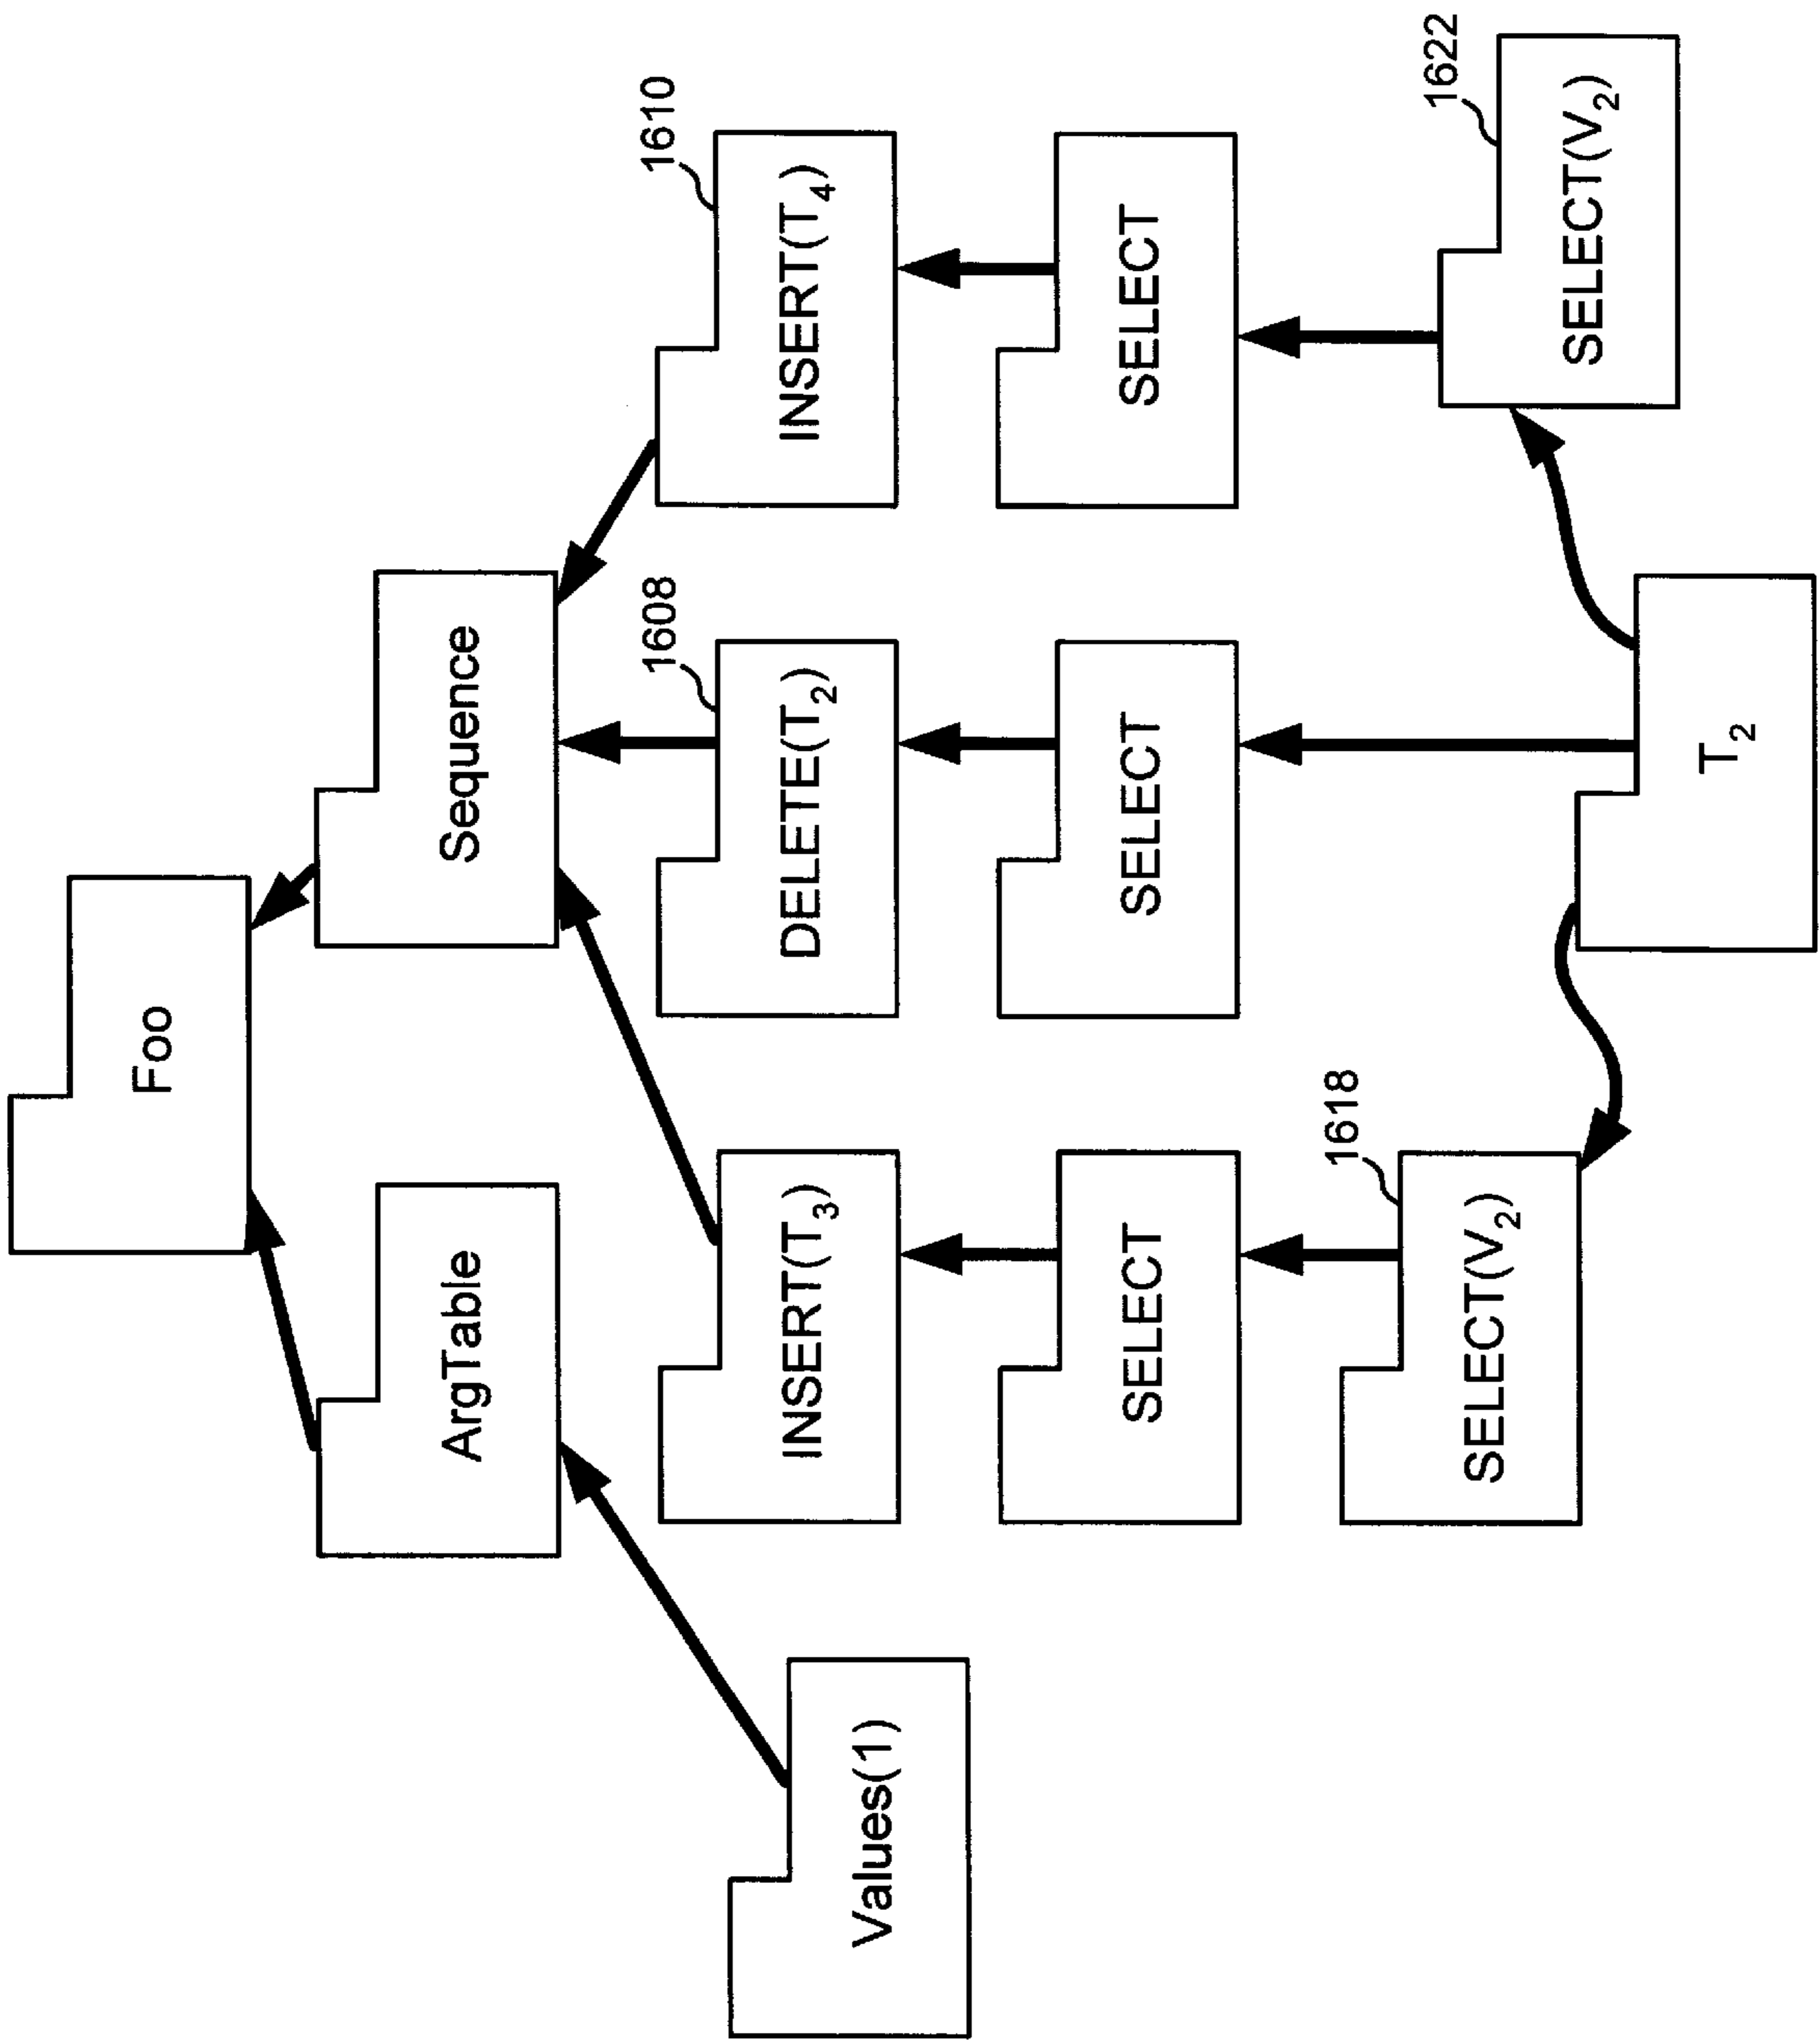 Foo
ArgTable
Sequence
Values(1)
INSERT(T3)
DELETE(T2)
1608
INSERT(T4)
1610
SELECT
SELECT
SELECT
SELECT(V2)
1618
SELECT(V2)
1622
T2